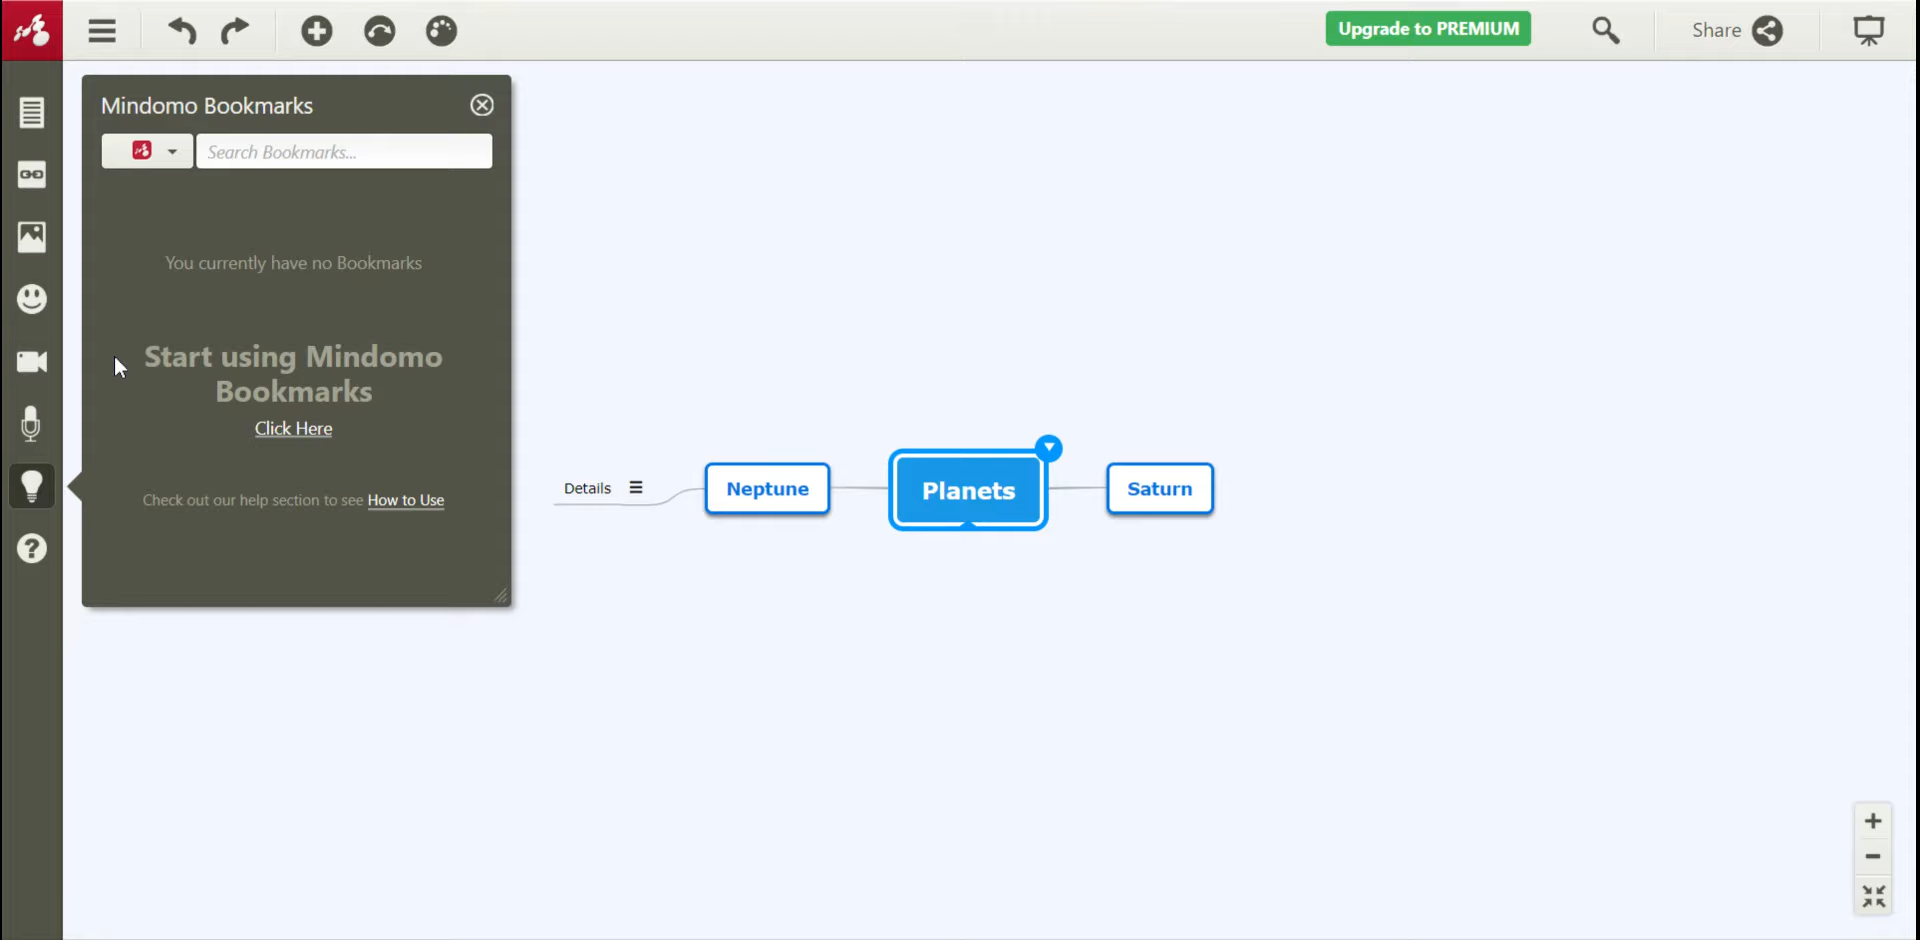 Upgrade to PREMIUM
Share
Mindomo Bookmarks
Search Bookmarks...
You currently have no Bookmarks
Start using Mindomo
Bookmarks
Click Here
Check out our help section to see How to Use
Details
Neptune
Planets
Saturn